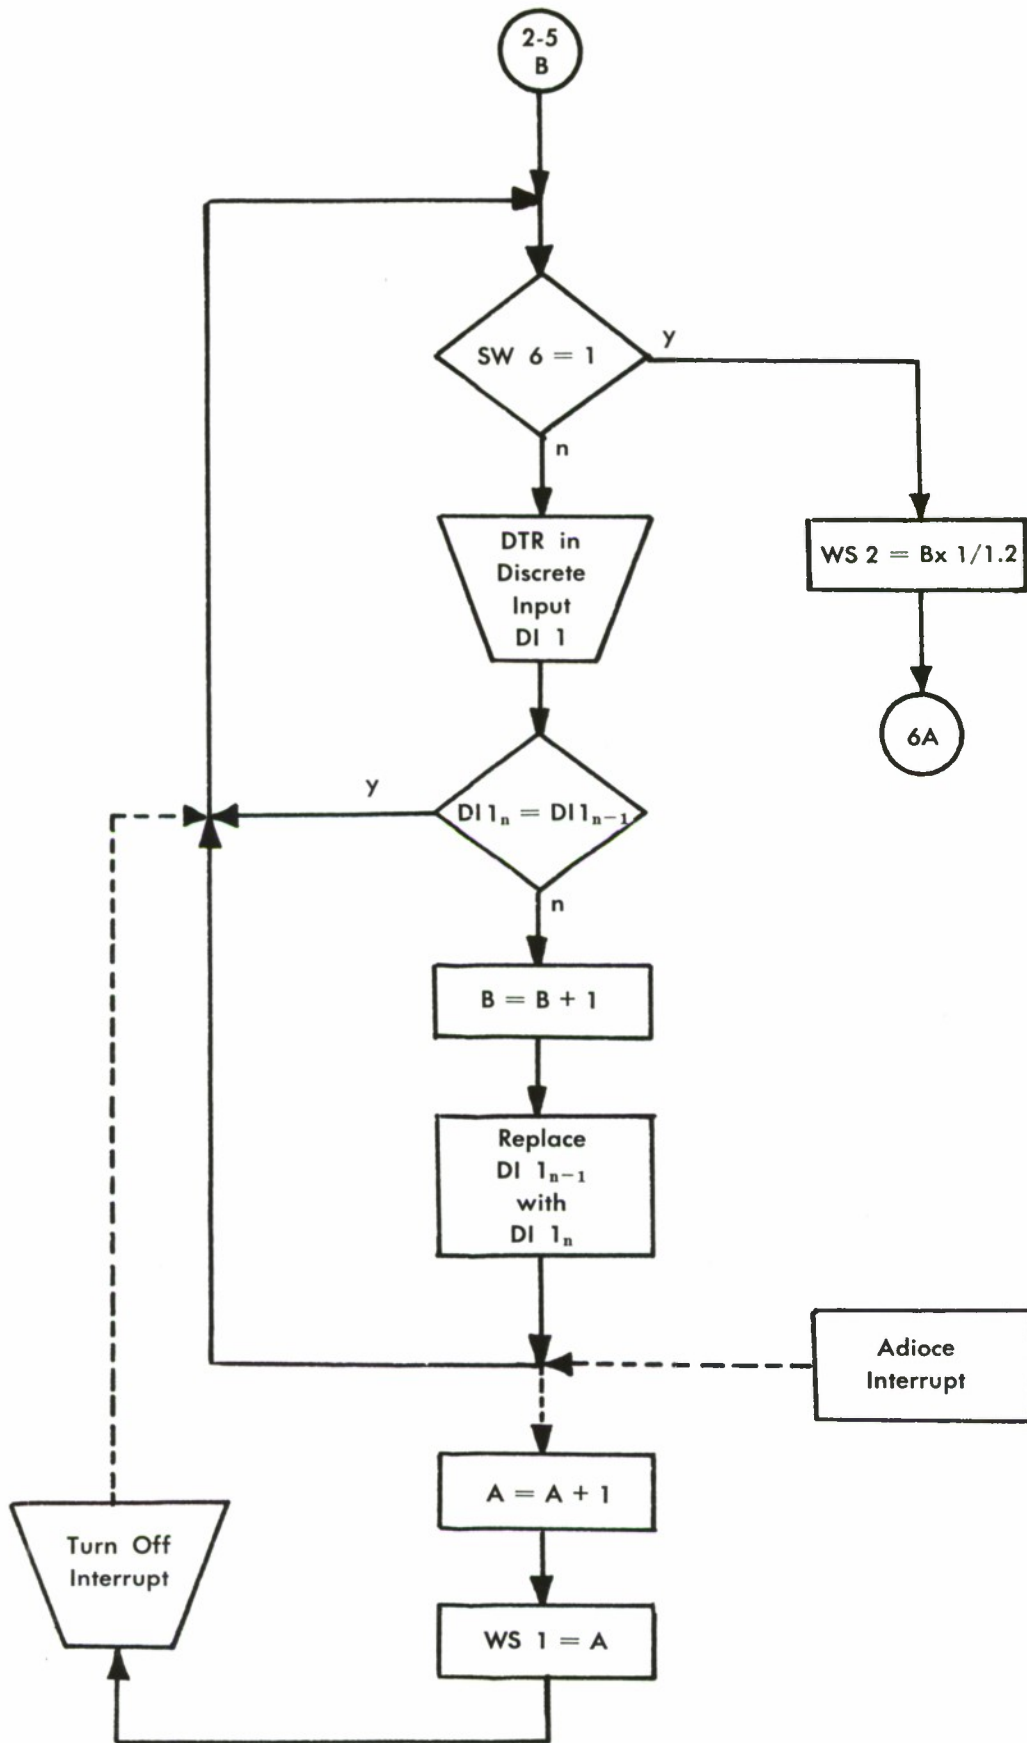 2-5
B
SW 6 = 1
y
n
DTR in
Discrete
Input
DI 1
WS 2 = Bx 1/1.2
6A
y
DI 1ₙ = DI 1ₙ₋₁
n
B = B + 1
Replace
DI 1ₙ₋₁
with
DI 1ₙ
Adioce
Interrupt
A = A + 1
Turn Off
Interrupt
WS 1 = A